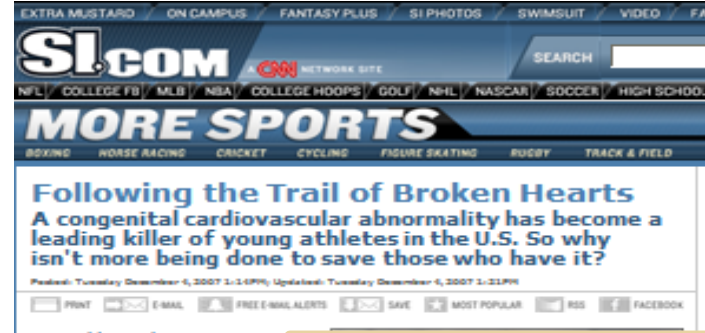 EXTRA MUSTARD / ON CAMPUS / FANTASY PLUS / SI PHOTOS / SWIMSUIT / VIDEO /
SI.COM A CNN NETWORK SITE SEARCH
NFL / COLLEGE FB / MLB / NBA / COLLEGE HOOPS / GOLF / NHL / NASCAR / SOCCER / HIGH SCHOOL
MORE SPORTS
BOXING HORSE RACING CRICKET CYCLING FIGURE SKATING RUGBY TRACK & FIELD
Following the Trail of Broken Hearts
A congenital cardiovascular abnormality has become a
leading killer of young athletes in the U.S. So why
isn't more being done to save those who have it?
Posted: Tuesday December 4, 2007 1:14PM; Updated: Tuesday December 4, 2007 1:21PM
PRINT E-MAIL FREE E-MAIL ALERTS SAVE MOST POPULAR RSS FACEBOOK